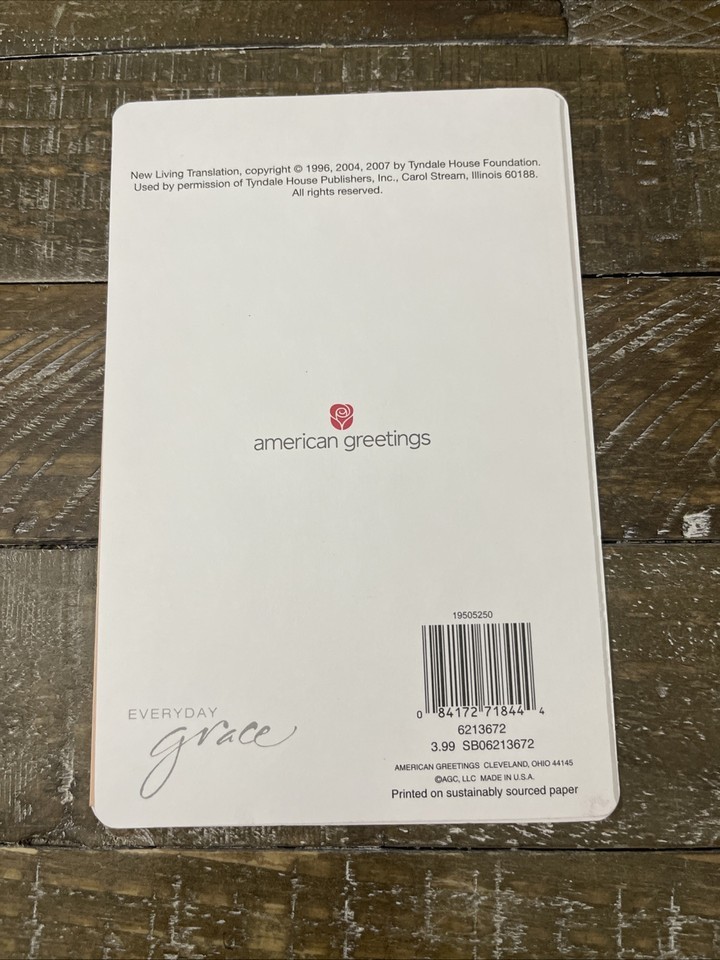 New Living Translation, copyright © 1996, 2004, 2007 by Tyndale House Foundation.
Used by permission of Tyndale House Publishers, Inc., Carol Stream, Illinois 60188.
All rights reserved.
american greetings
19505250
0 84172 71844 4
6213672
3.99 SB06213672
EVERYDAY
grace
AMERICAN GREETINGS CLEVELAND, OHIO 44145
©AGC, LLC MADE IN U.S.A.
Printed on sustainably sourced paper